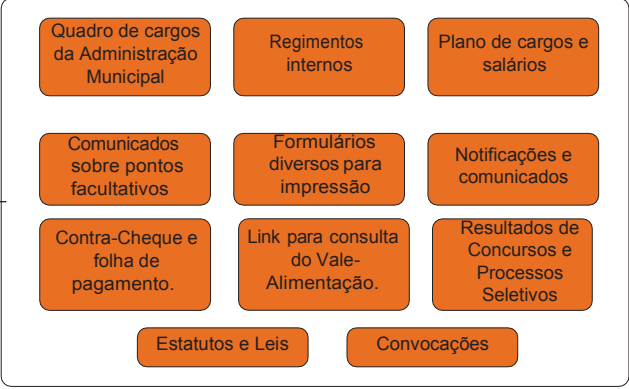 Quadro de cargos
da Administração
Municipal
Regimentos
internos
Plano de cargos e
salários
Comunicados
sobre pontos
facultativos
Formulários
diversos para
impressão
Notificações e
comunicados
Contra-Cheque e
folha de
pagamento.
Link para consulta
do Vale-
Alimentação.
Resultados de
Concursos e
Processos
Seletivos
Estatutos e Leis
Convocações